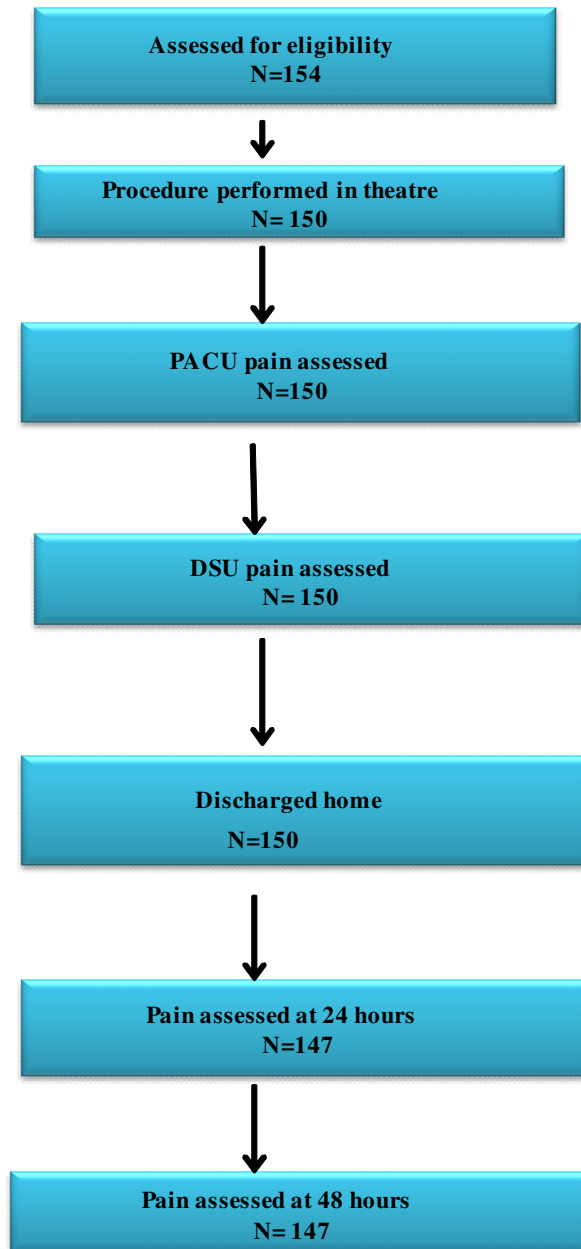 Assessed for eligibility
N=154
Procedure performed in theatre
N= 150
PACU pain assessed
N=150
DSU pain assessed
N= 150
Discharged home
N=150
Pain assessed at 24 hours
N=147
Pain assessed at 48 hours
N= 147